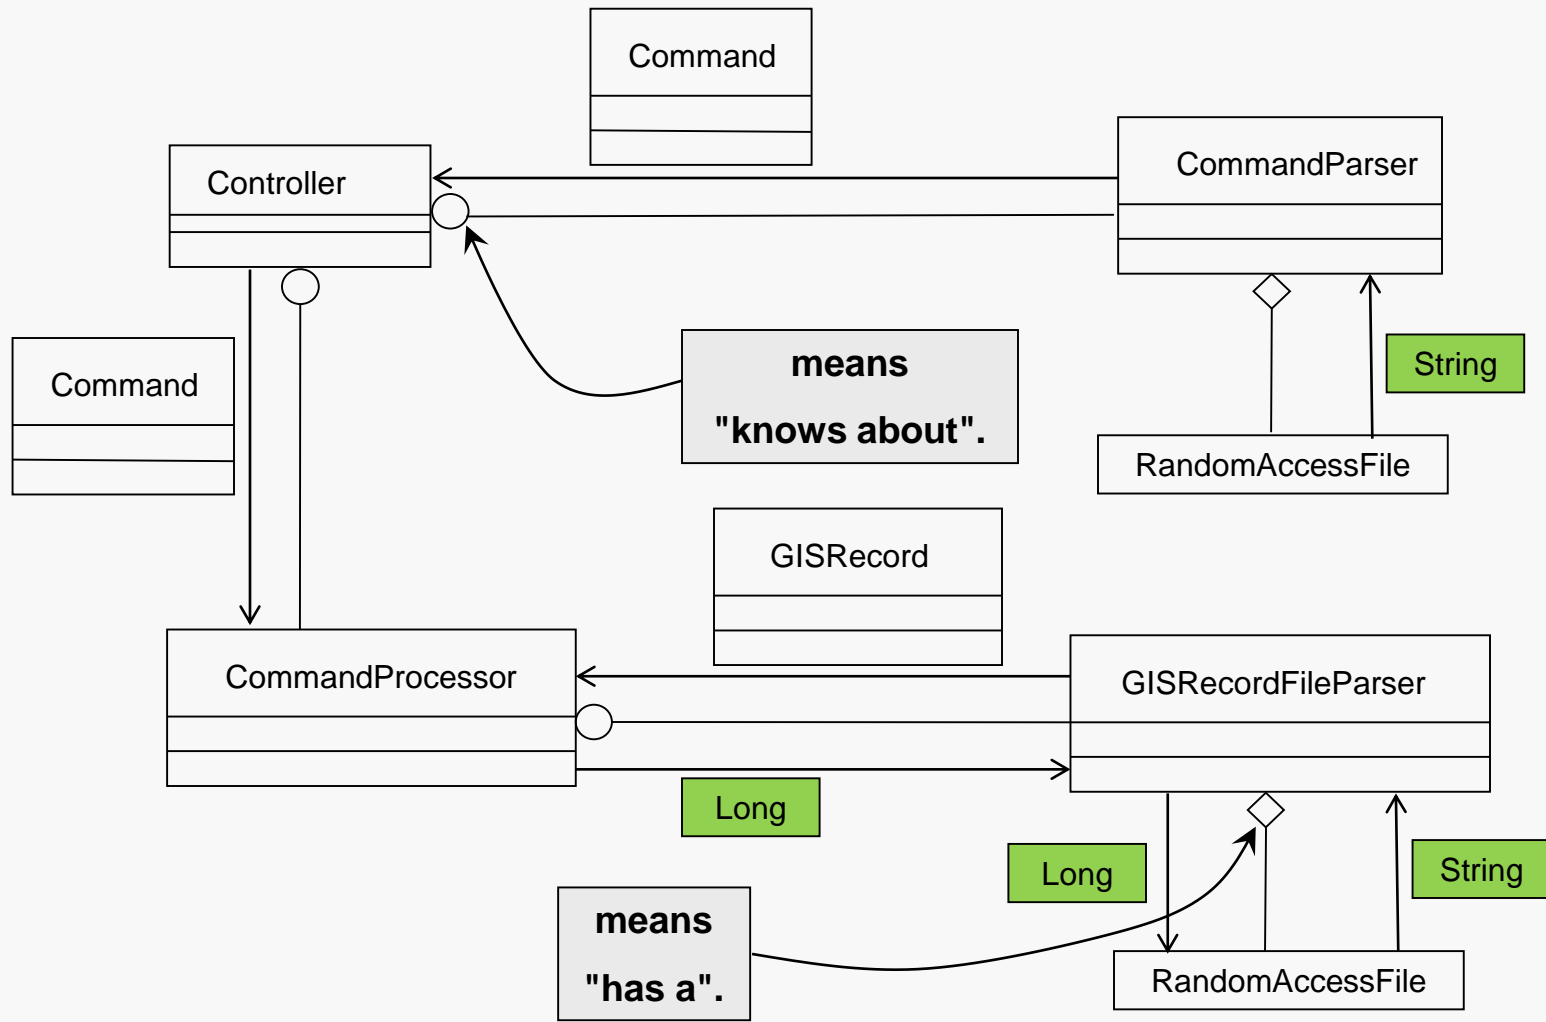 Command
Controller
CommandParser
Command
means
"knows about".
String
RandomAccessFile
GISRecord
CommandProcessor
GISRecordFileParser
Long
Long
String
means
"has a".
RandomAccessFile